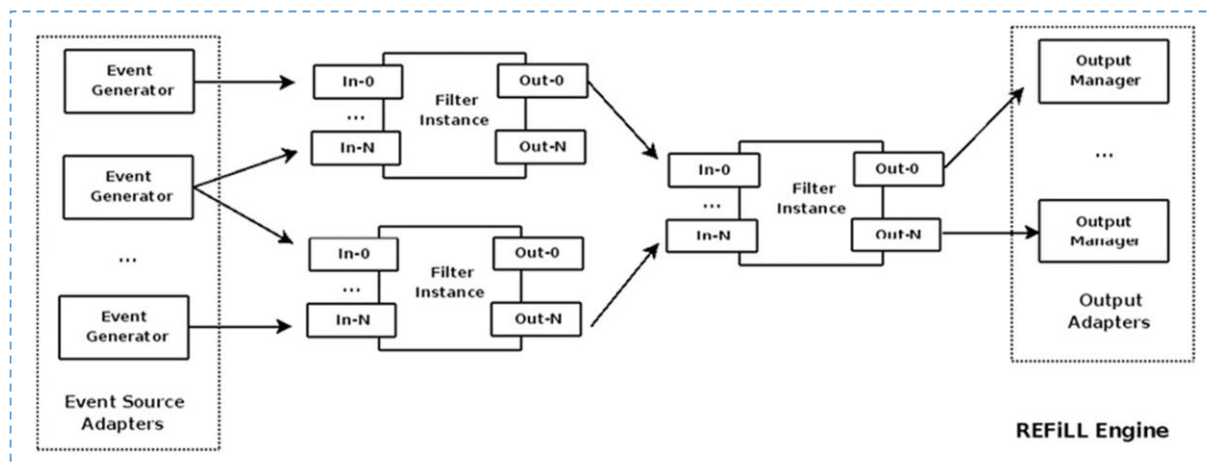 Event
Generator
Event
Generator
...
Event
Generator
Event Source
Adapters
In-0
...
In-N
Filter
Instance
Out-0
Out-N
In-0
...
In-N
Filter
Instance
Out-0
Out-N
In-0
...
In-N
Filter
Instance
Out-0
Out-N
Output
Manager
...
Output
Manager
Output
Adapters
REFiLL Engine